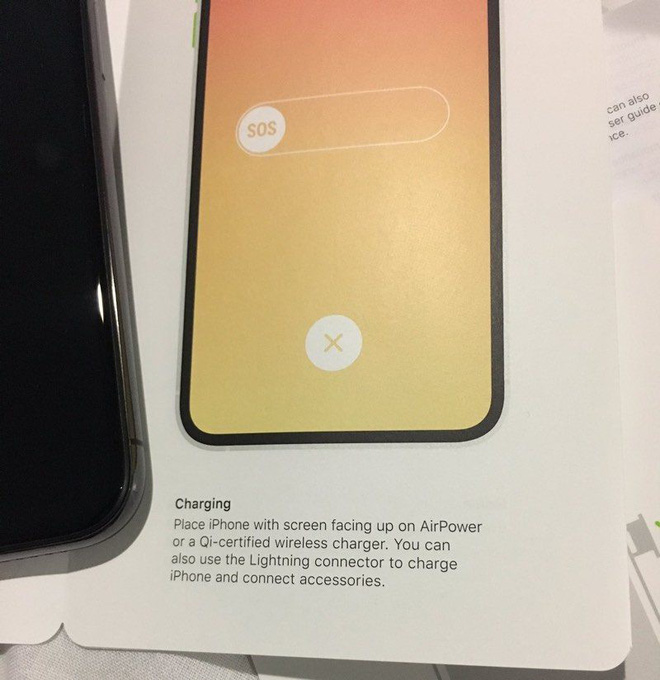 SOS
can also
ser guide
Charging
Place iPhone with screen facing up on AirPower
or a Qi-certified wireless charger. You can
also use the Lightning connector to charge
iPhone and connect accessories.